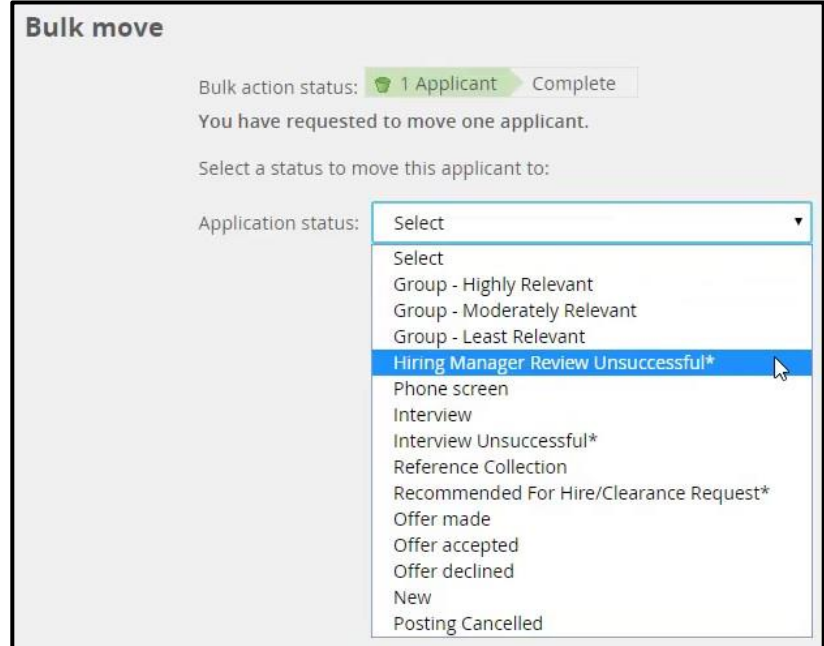 Bulk move
Bulk action status: 1 Applicant Complete
You have requested to move one applicant.
Select a status to move this applicant to:
Application status: Select
Select
Group - Highly Relevant
Group - Moderately Relevant
Group - Least Relevant
Hiring Manager Review Unsuccessful*
Phone screen
Interview
Interview Unsuccessful*
Reference Collection
Recommended For Hire/Clearance Request*
Offer made
Offer accepted
Offer declined
New
Posting Cancelled